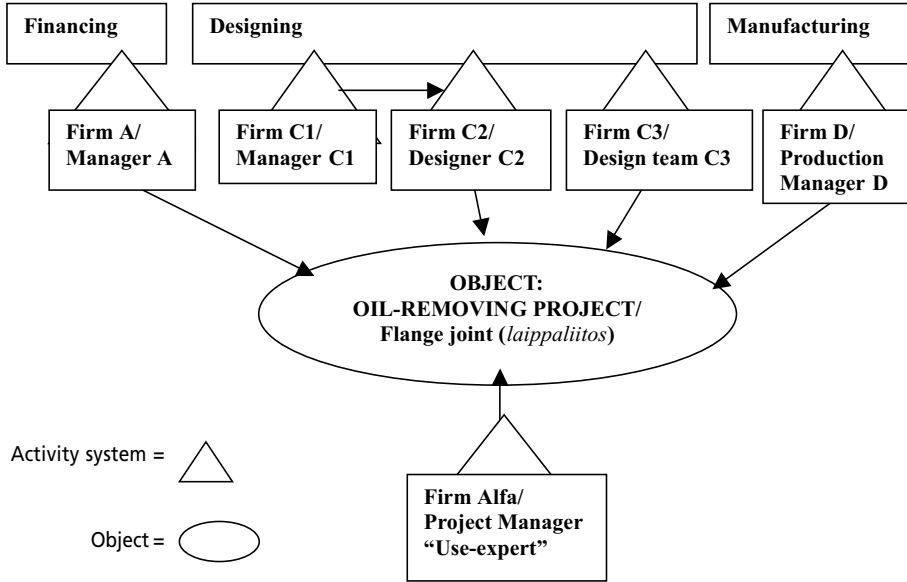 Financing
Designing
Manufacturing
Firm A/
Manager A
Firm C1/
Manager C1
Firm C2/
Designer C2
Firm C3/
Design team C3
Firm D/
Production
Manager D
OBJECT:
OIL-REMOVING PROJECT/
Flange joint (laippaliitos)
Activity system =
Object =
Firm Alfa/
Project Manager
“Use-expert”